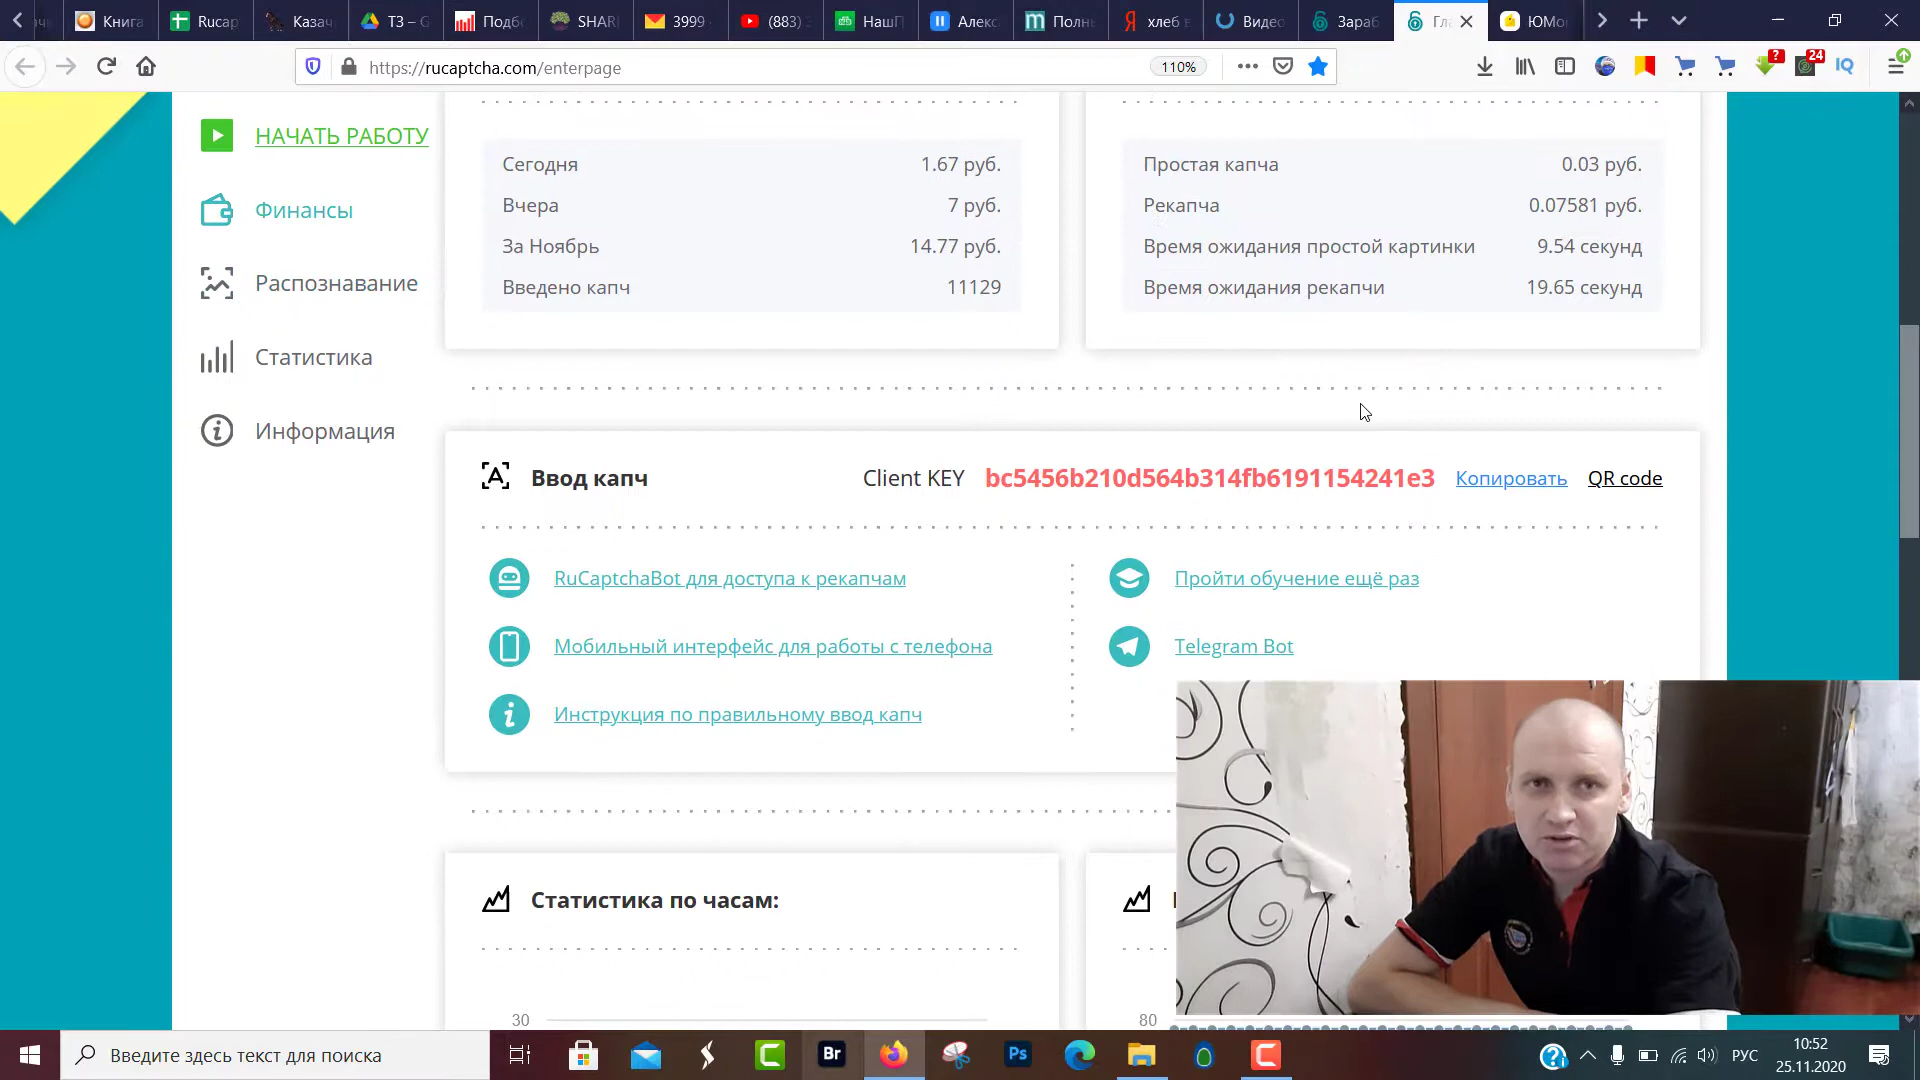 Книга
Rucap
Казач
ТЗ – G
Подбо
SHARI
3999
(883) 3
НашП
Алекс
Полн
хлеб в
Видео
Зараб
Гла
ЮМо
https://rucaptcha.com/enterpage
110%
?
24
IQ
НАЧАТЬ РАБОТУ
Финансы
Распознавание
Статистика
Информация
Сегодня 1.67 руб.
Вчера 7 руб.
За Ноябрь 14.77 руб.
Введено капч 11129
Простая капча 0.03 руб.
Рекапча 0.07581 руб.
Время ожидания простой картинки 9.54 секунд
Время ожидания рекапчи 19.65 секунд
Ввод капч Client KEY bc5456b210d564b314fb6191154241e3 Копировать QR code
RuCaptchaBot для доступа к рекапчам
Мобильный интерфейс для работы с телефона
Инструкция по правильному ввод капч
Пройти обучение ещё раз
Telegram Bot
Статистика по часам:
30
80
Введите здесь текст для поиска
Br
Ps
РУС
10:52
25.11.2020